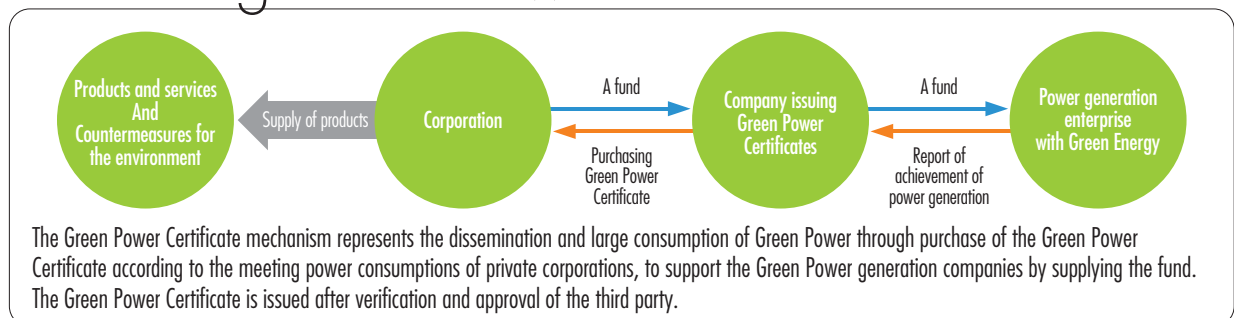 Products and services
And
Countermeasures for
the environment
Supply of products
Corporation
A fund
Purchasing
Green Power
Certificate
Company issuing
Green Power
Certificates
A fund
Report of
achievement of
power generation
Power generation
enterprise
with Green Energy
The Green Power Certificate mechanism represents the dissemination and large consumption of Green Power through purchase of the Green Power
Certificate according to the meeting power consumptions of private corporations, to support the Green Power generation companies by supplying the fund.
The Green Power Certificate is issued after verification and approval of the third party.